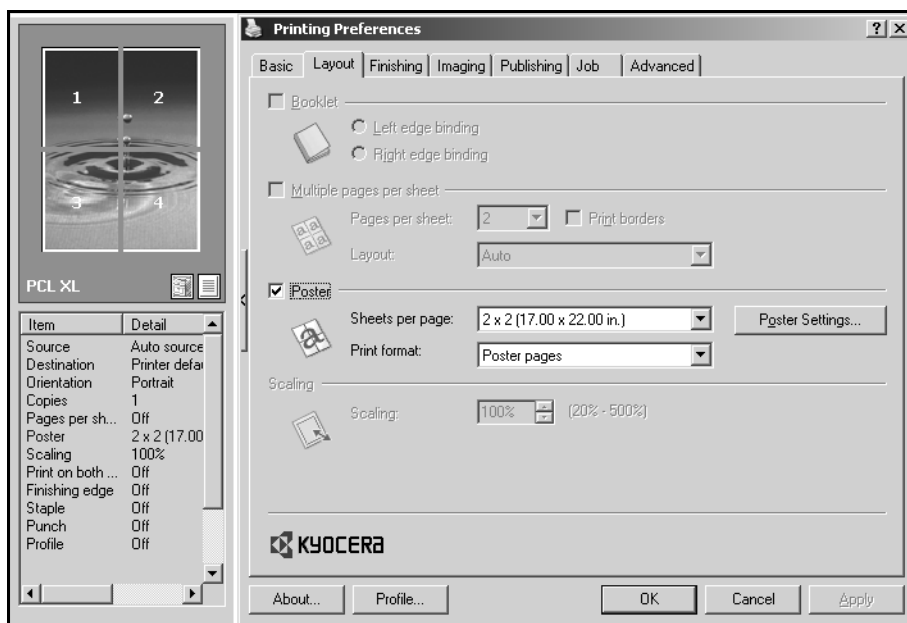 Printing Preferences
Basic Layout Finishing Imaging Publishing Job Advanced
1 2
3 4
PCL XL
Item Detail
Source Auto source
Destination Printer defau
Orientation Portrait
Copies 1
Pages per sh... Off
Poster 2 x 2 (17.00
Scaling 100%
Print on both ... Off
Finishing edge Off
Staple Off
Punch Off
Profile Off
Booklet
Left edge binding
Right edge binding
Multiple pages per sheet
Pages per sheet: 2 Print borders
Layout: Auto
Poster
Sheets per page: 2 x 2 (17.00 x 22.00 in.) Poster Settings...
Print format: Poster pages
Scaling
Scaling: 100% (20% - 500%)
KYOCERA
About... Profile... OK Cancel Apply